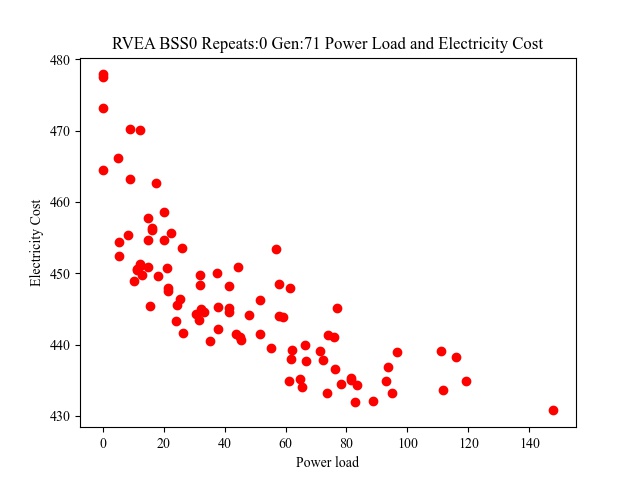 RVEA BSS0 Repeats:0 Gen:71 Power Load and Electricity Cost
480
470
460
450
440
430
Electricity Cost
0 20 40 60 80 100 120 140
Power load